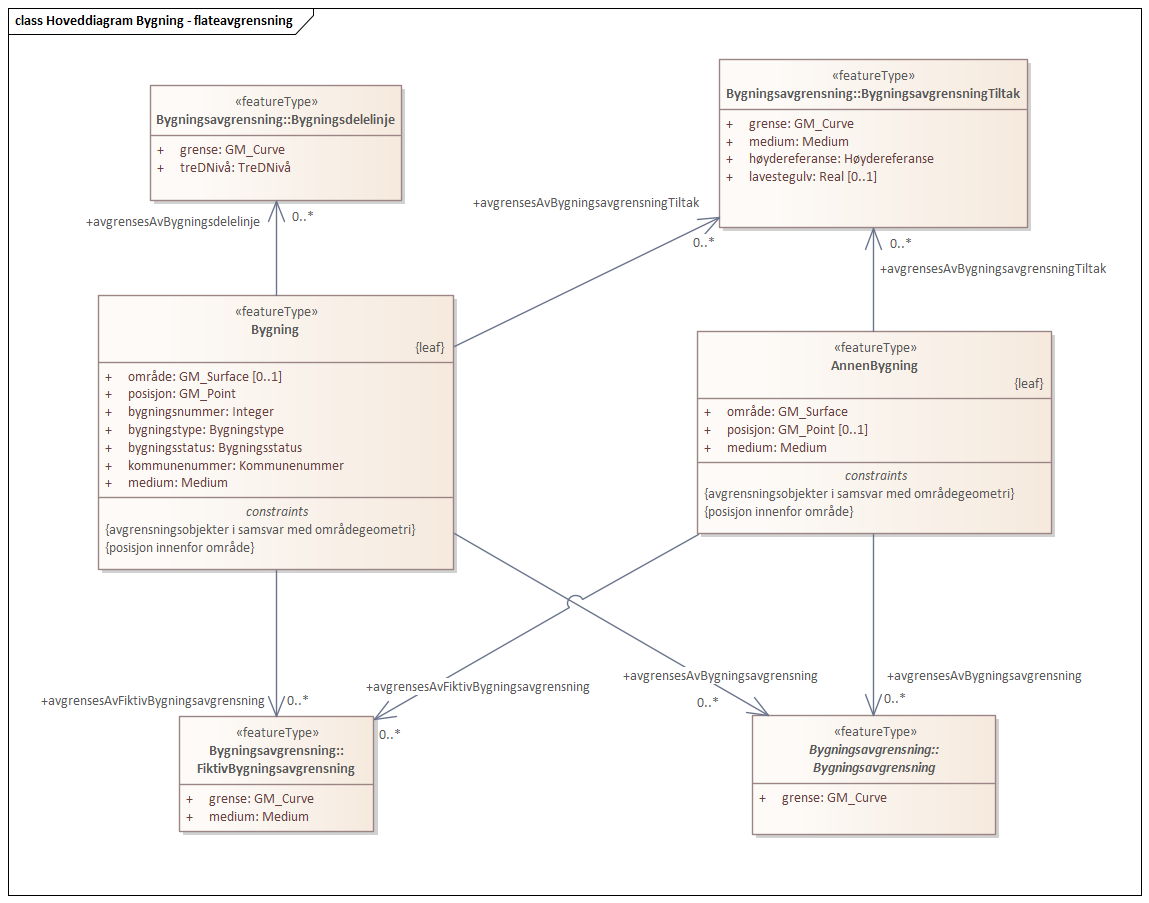 class Hoveddiagram Bygning - flateavgrensning
«featureType»
Bygningsavgrensning::Bygningsdelelinje
+ grense: GM_Curve
+ treDNivå: TreDNivå
«featureType»
Bygningsavgrensning::BygningsavgrensningTiltak
+ grense: GM_Curve
+ medium: Medium
+ høydereferanse: Høydereferanse
+ lavestegulv: Real [0..1]
+avgrensesAvBygningsdelelinje
0..*
+avgrensesAvBygningsavgrensningTiltak
0..*
0..*
+avgrensesAvBygningsavgrensningTiltak
«featureType»
Bygning
{leaf}
+ område: GM_Surface [0..1]
+ posisjon: GM_Point
+ bygningsnummer: Integer
+ bygningstype: Bygningstype
+ bygningsstatus: Bygningsstatus
+ kommunenummer: Kommunenummer
+ medium: Medium
constraints
{avgrensningsobjekter i samsvar med områdegeometri}
{posisjon innenfor område}
«featureType»
AnnenBygning
{leaf}
+ område: GM_Surface
+ posisjon: GM_Point [0..1]
+ medium: Medium
constraints
{avgrensningsobjekter i samsvar med områdegeometri}
{posisjon innenfor område}
+avgrensesAvFiktivBygningsavgrensning
0..*
+avgrensesAvFiktivBygningsavgrensning
0..*
+avgrensesAvBygningsavgrensning
0..*
+avgrensesAvBygningsavgrensning
0..*
«featureType»
Bygningsavgrensning::
FiktivBygningsavgrensning
+ grense: GM_Curve
+ medium: Medium
«featureType»
Bygningsavgrensning::
Bygningsavgrensning
+ grense: GM_Curve